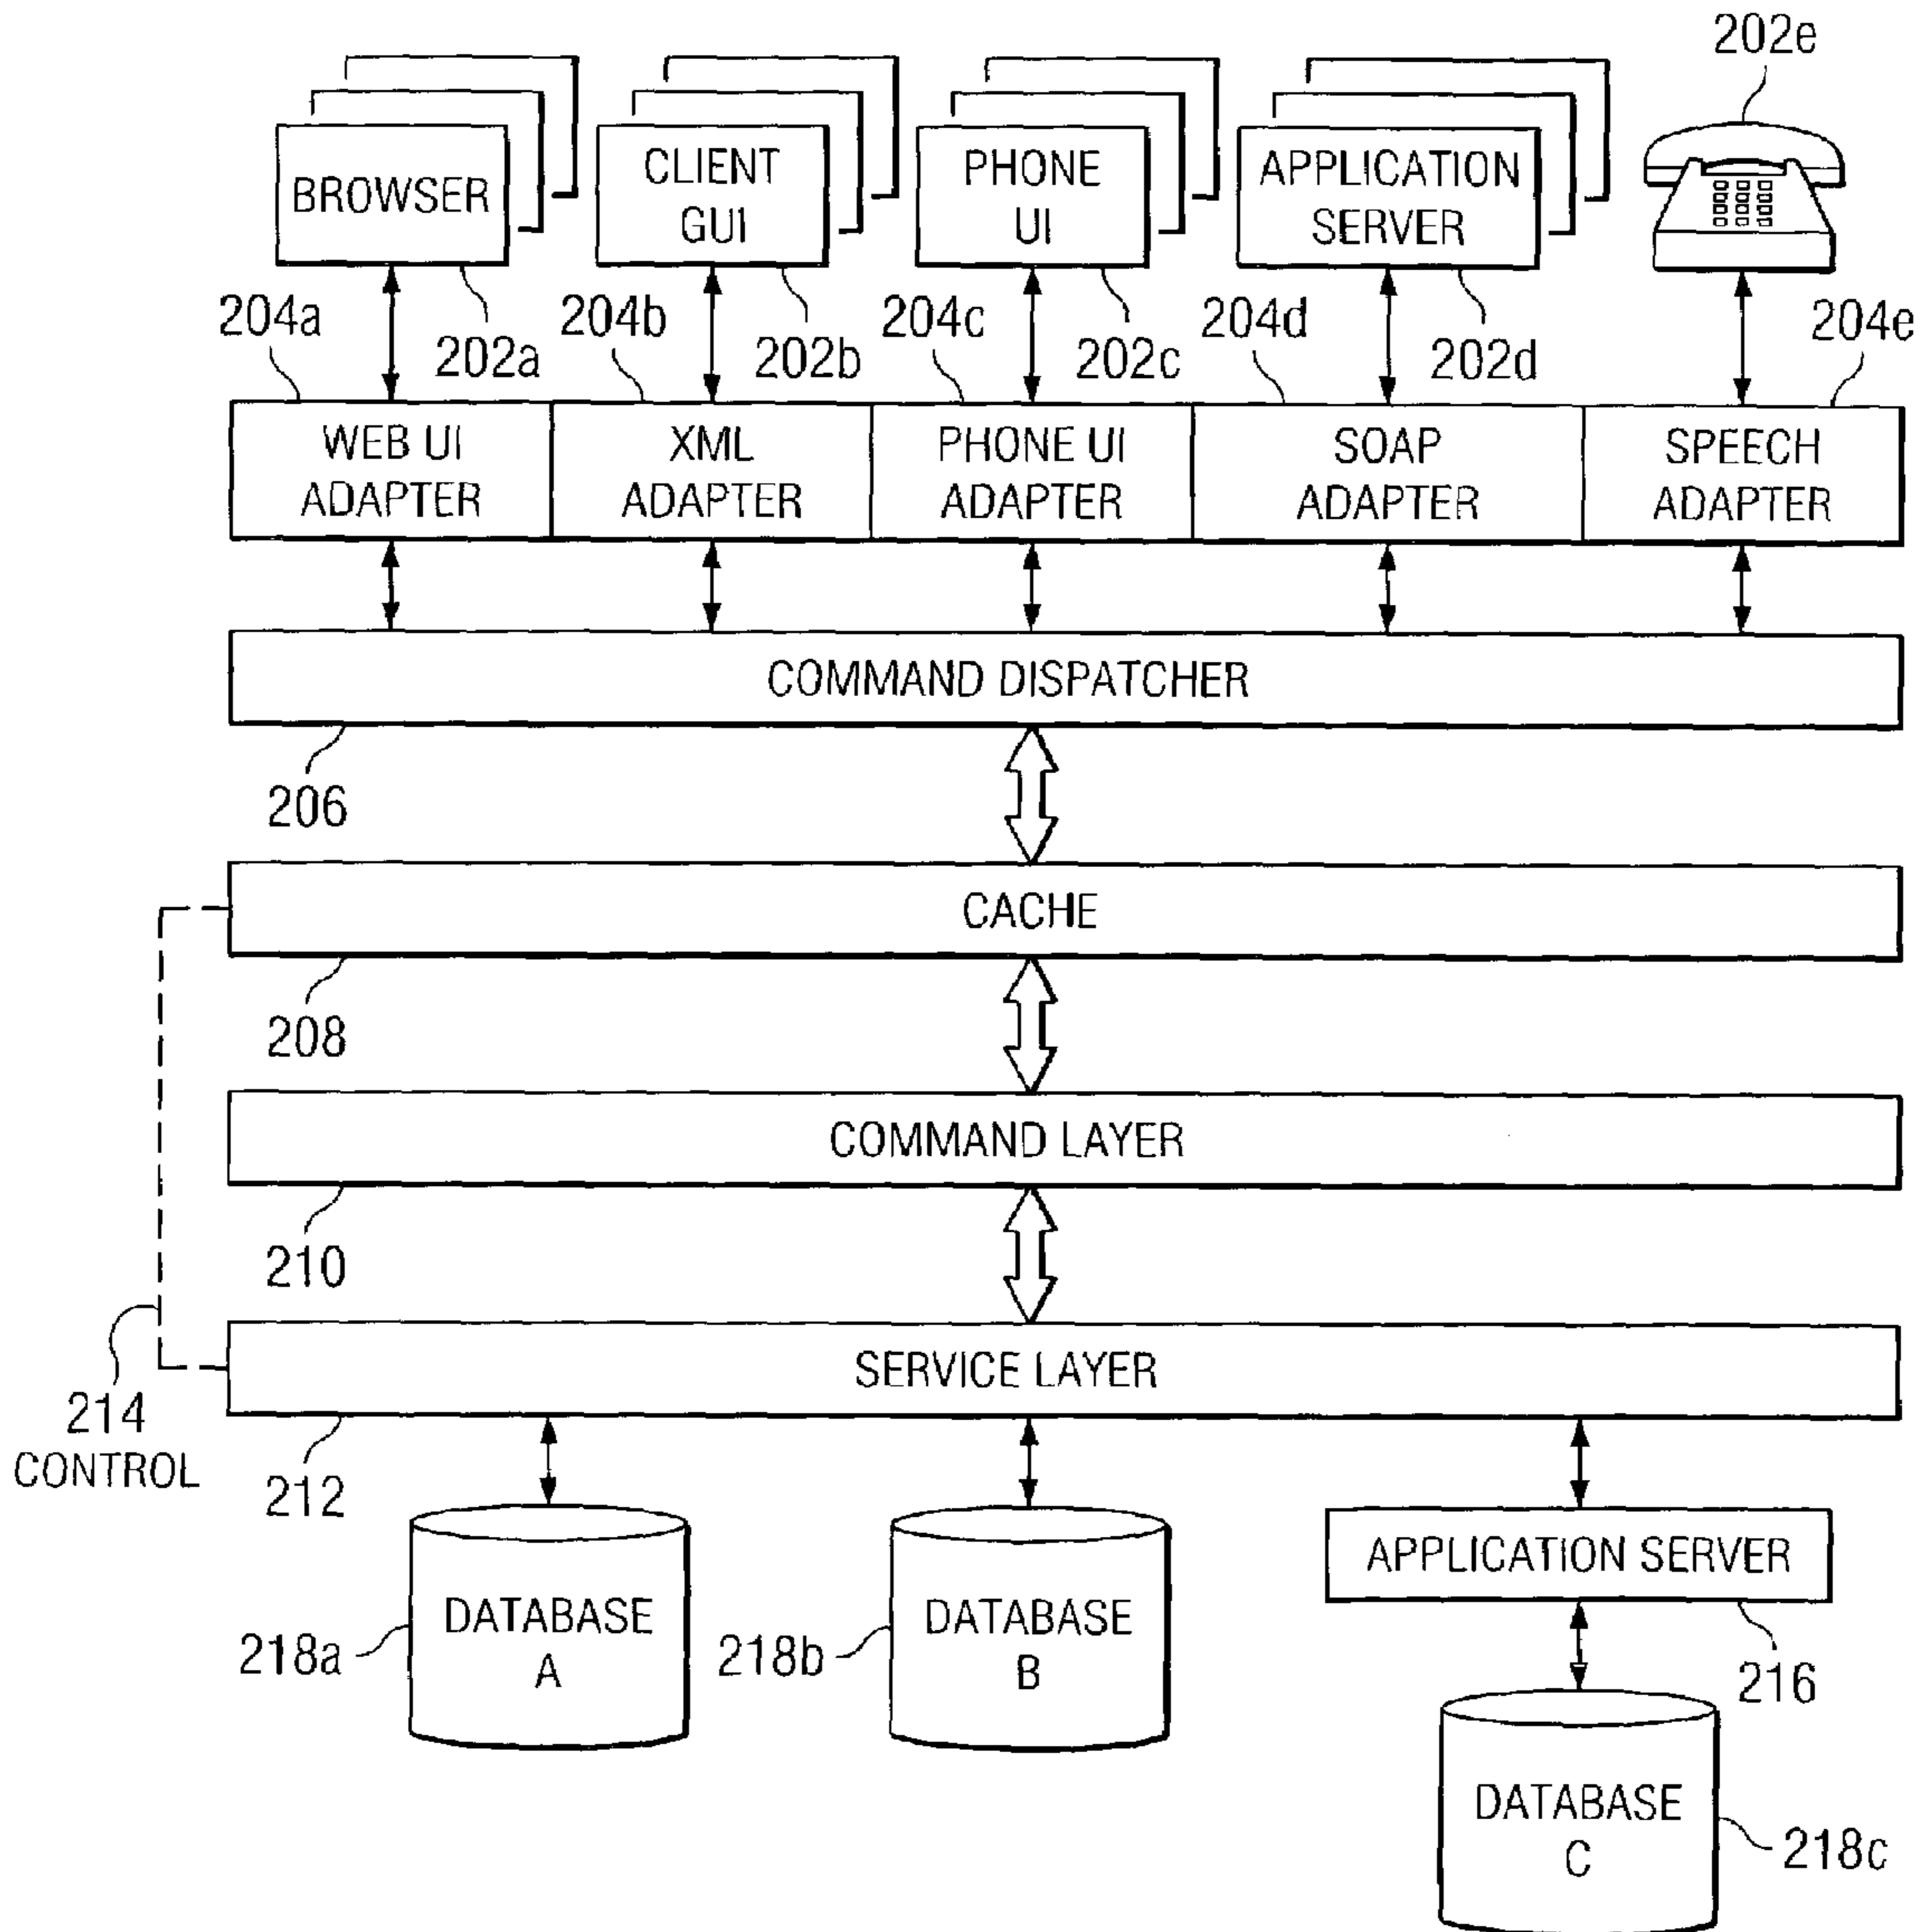 202e
BROWSER
CLIENT
GUI
PHONE
UI
APPLICATION
SERVER
204a
202a
204b
202b
204c
202c
204d
202d
204e
WEB UI
ADAPTER
XML
ADAPTER
PHONE UI
ADAPTER
SOAP
ADAPTER
SPEECH
ADAPTER
COMMAND DISPATCHER
206
CACHE
208
COMMAND LAYER
210
SERVICE LAYER
214
CONTROL
212
DATABASE
A
218a
DATABASE
B
218b
APPLICATION SERVER
216
DATABASE
C
218c